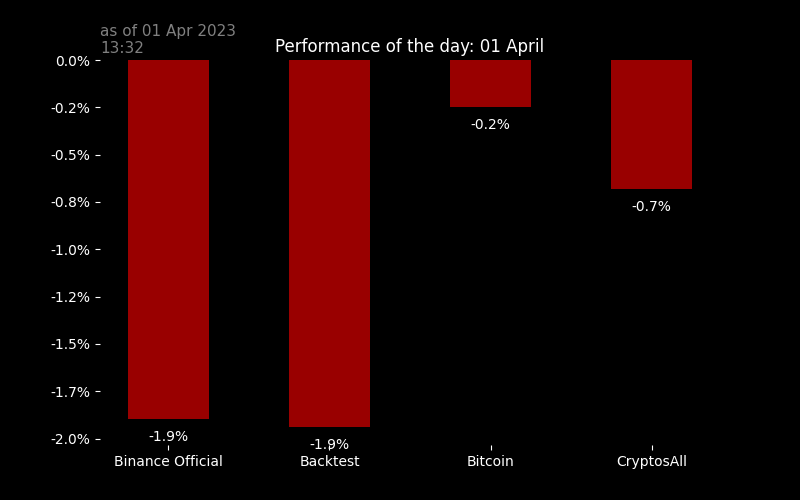 as of 01 Apr 2023
13:32
Performance of the day: 01 April
0.0%
-0.2%
-0.5%
-0.8%
-1.0%
-1.2%
-1.5%
-1.7%
-2.0%
-1.9%
-1.9%
-0.2%
-0.7%
Binance Official
Backtest
Bitcoin
CryptosAll